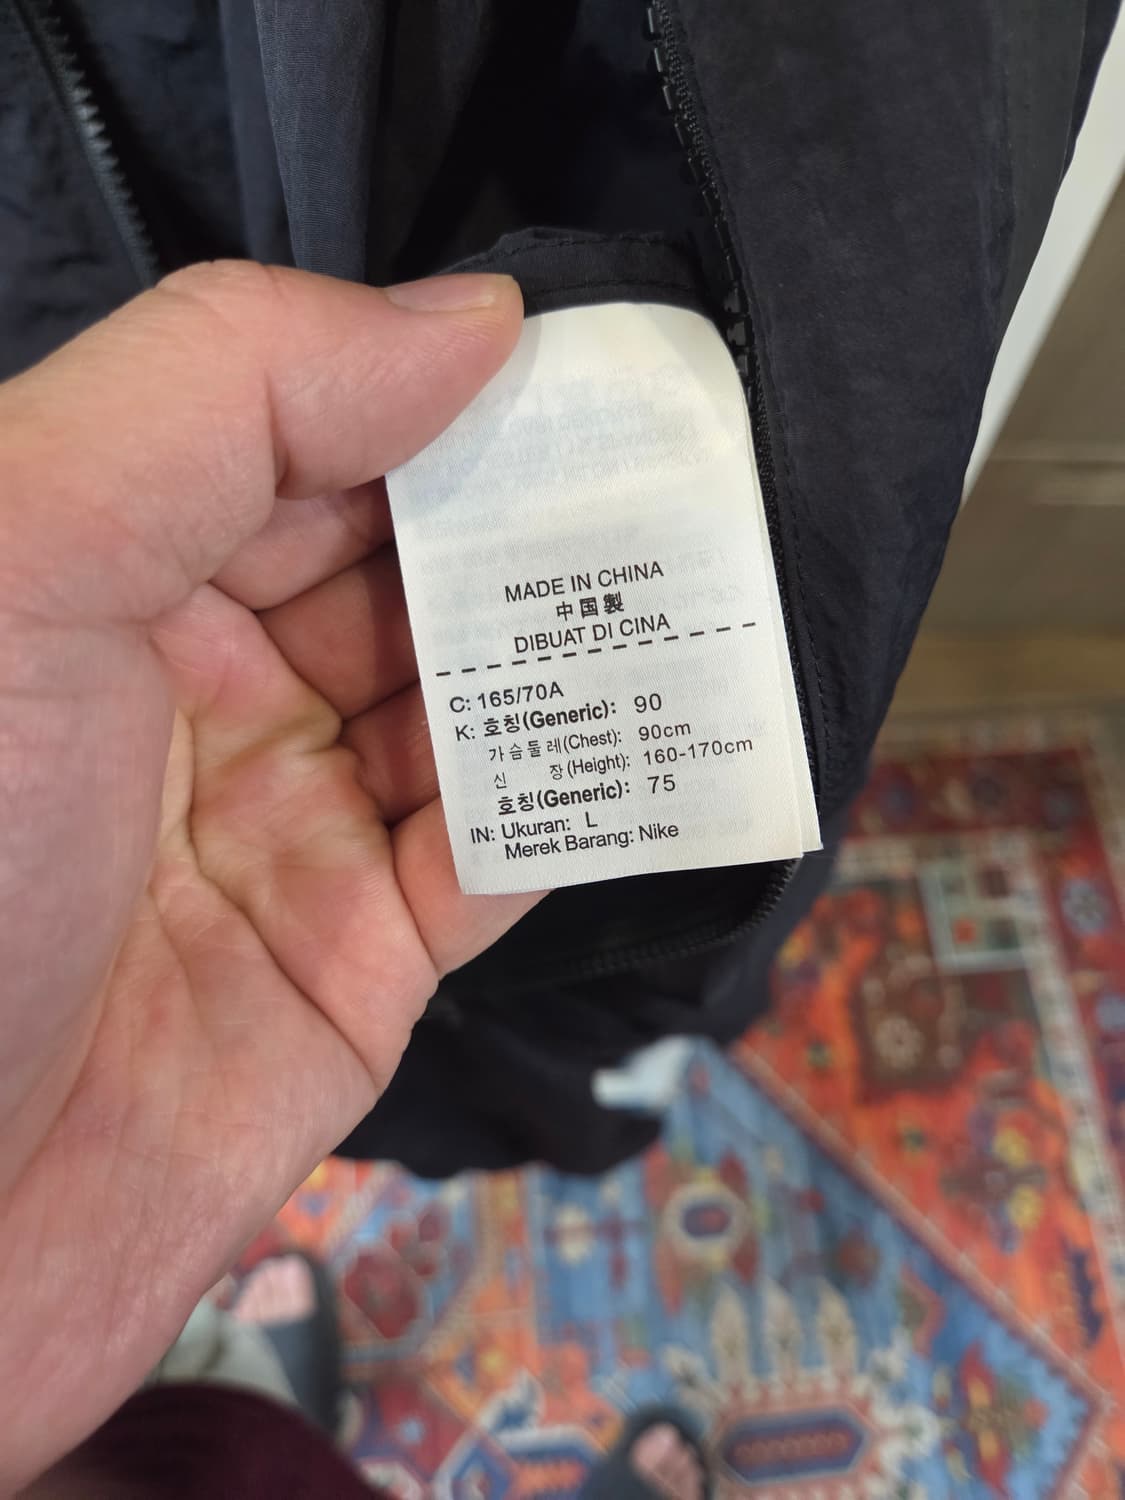 MADE IN CHINA
中国製
DIBUAT DI CINA
C: 165/70A
K: 호칭(Generic): 90
가슴둘레(Chest): 90cm
신 장(Height): 160-170cm
호칭(Generic): 75
IN: Ukuran: L
Merek Barang: Nike